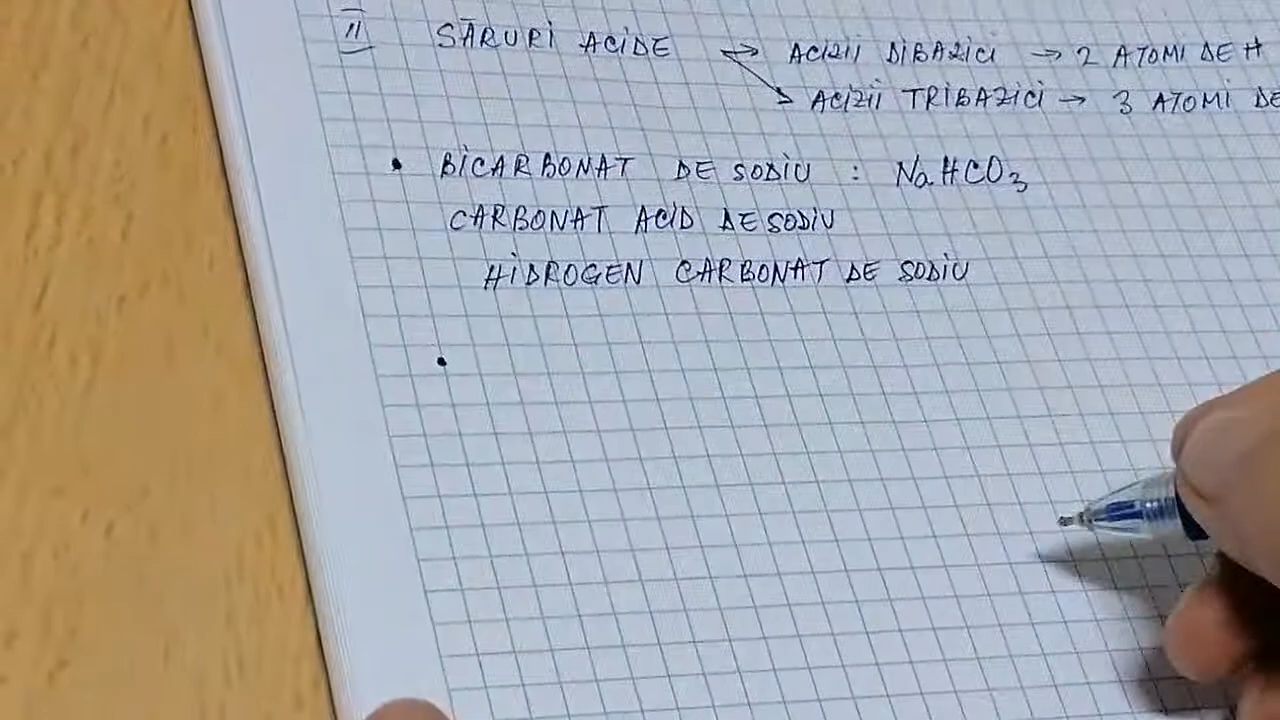 II SĂRURI ACIDE → ACIZII DIBAZICI → 2 ATOMI DE H
→ ACIZII TRIBAZICI → 3 ATOMI DE
• BICARBONAT DE SODIU : NaHCO₃
CARBONAT ACID DE SODIU
HIDROGEN CARBONAT DE SODIU
•